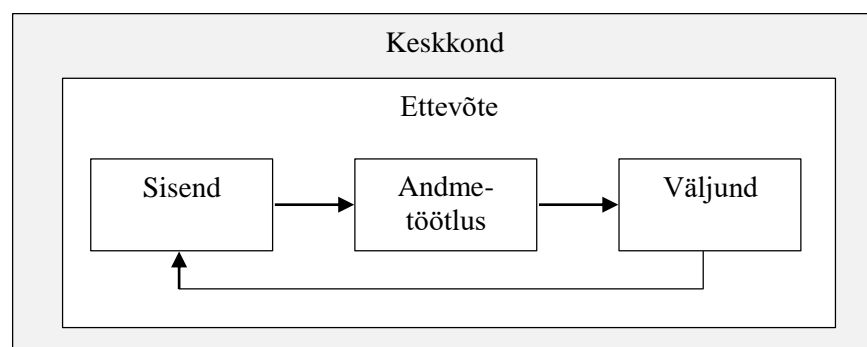 Keskkond
Ettevõte
Sisend
Andme-
töötlus
Väljund